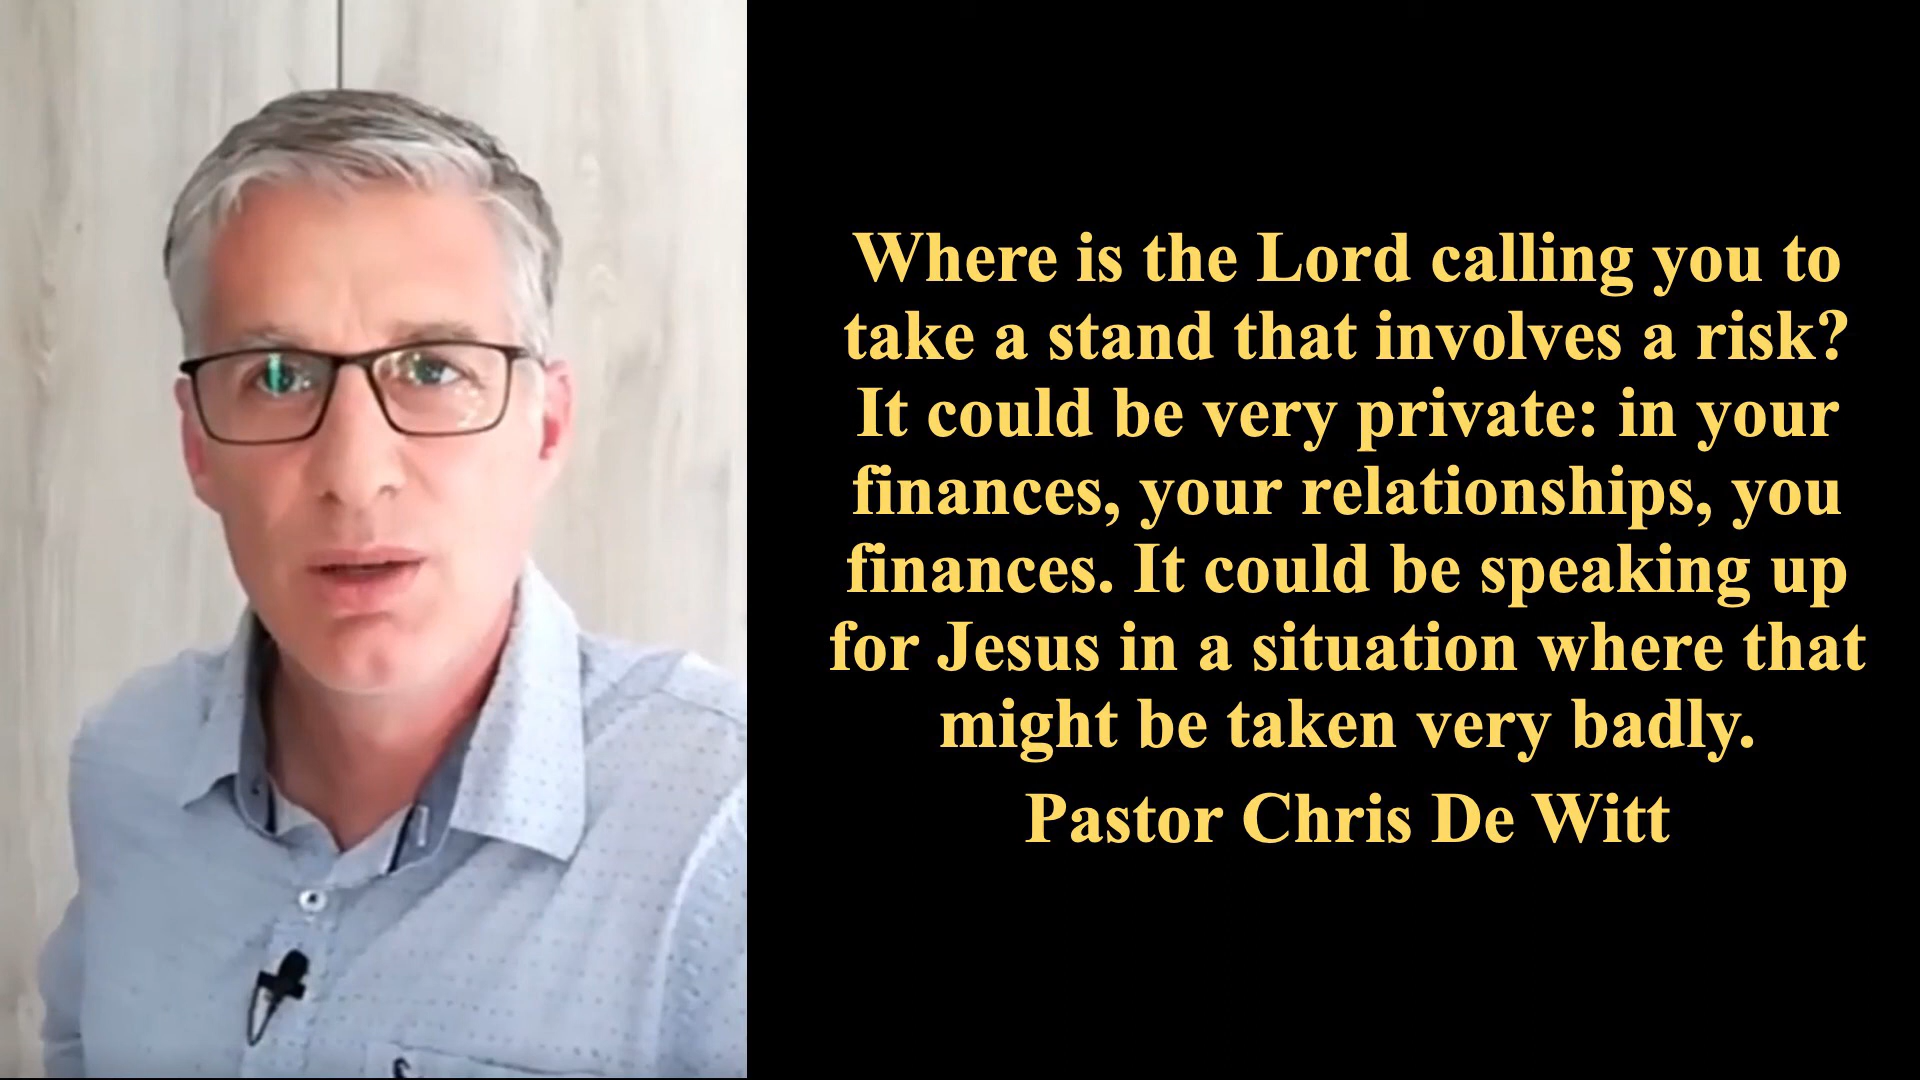 Where is the Lord calling you to
take a stand that involves a risk?
It could be very private: in your
finances, your relationships, you
finances. It could be speaking up
for Jesus in a situation where that
might be taken very badly.
Pastor Chris De Witt